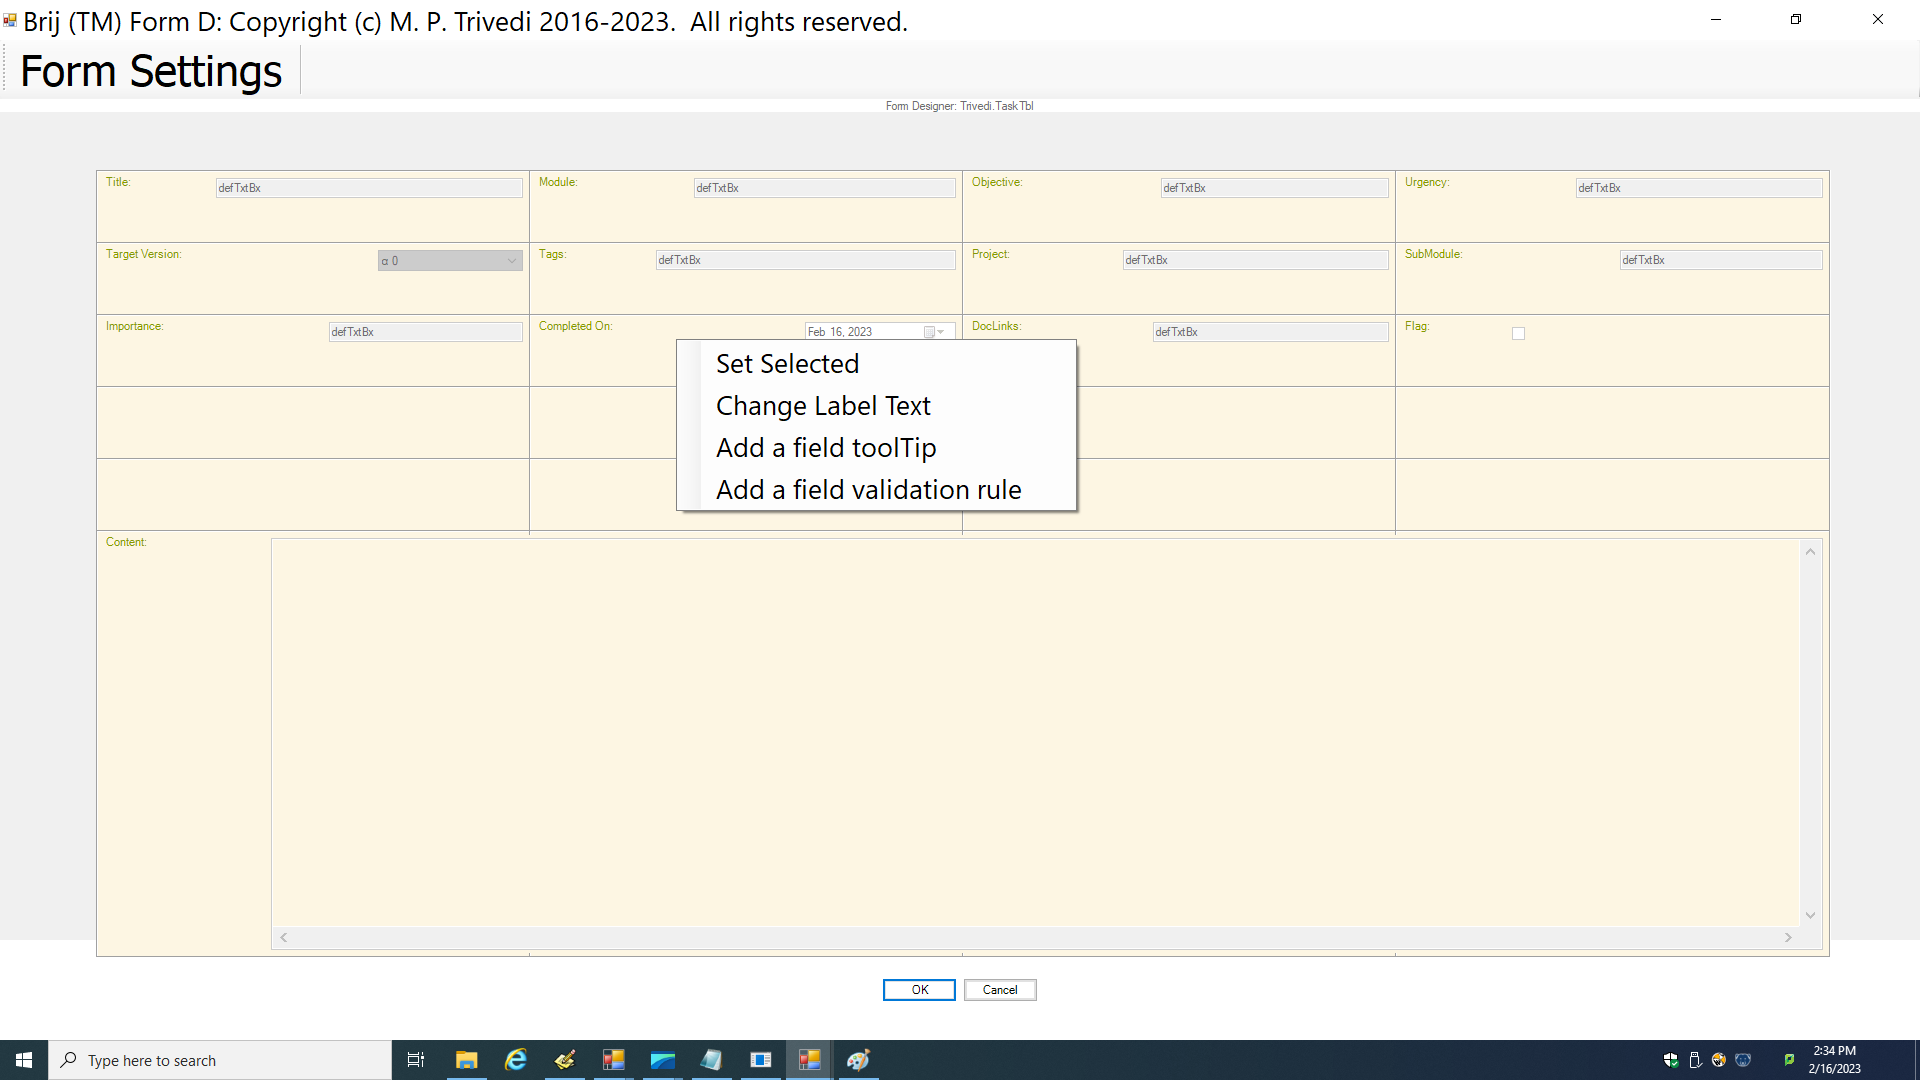 Brij (TM) Form D: Copyright (c) M. P. Trivedi 2016-2023.  All rights reserved.
Form Settings
Form Designer: Trivedi.TaskTbl
Title: defTxtBx Module: defTxtBx Objective: defTxtBx Urgency: defTxtBx
Target Version: α 0 Tags: defTxtBx Project: defTxtBx SubModule: defTxtBx
Importance: defTxtBx Completed On: Feb 16, 2023 DocLinks: defTxtBx Flag:
Set Selected
Change Label Text
Add a field toolTip
Add a field validation rule
Content:
OK Cancel
Type here to search
2:34 PM
2/16/2023